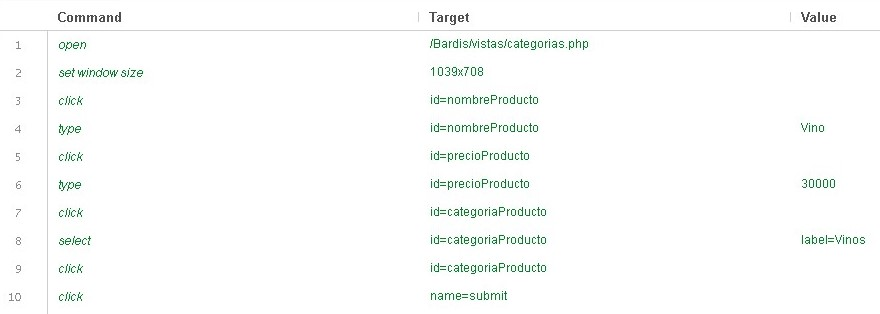 Command Target Value
1 open /Bardis/vistas/categorias.php
2 set window size 1039x708
3 click id=nombreProducto
4 type id=nombreProducto Vino
5 click id=precioProducto
6 type id=precioProducto 30000
7 click id=categoriaProducto
8 select id=categoriaProducto label=Vinos
9 click id=categoriaProducto
10 click name=submit